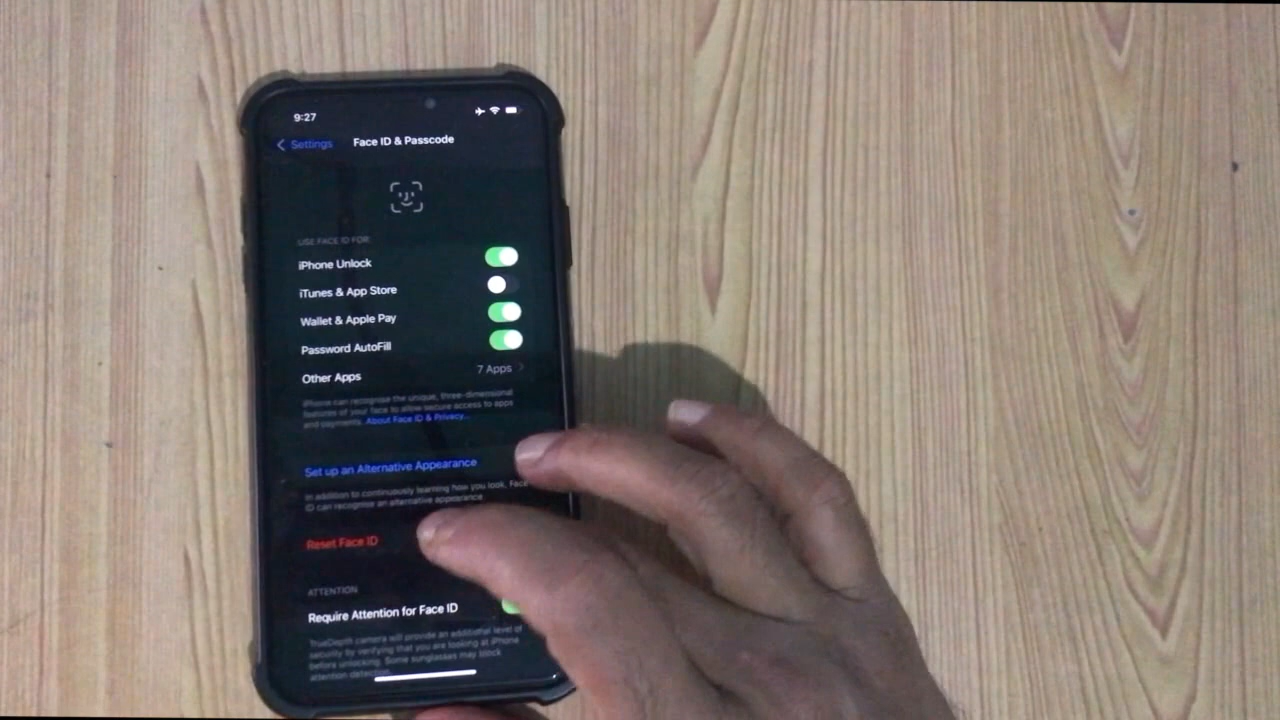 9:27
Settings
Face ID & Passcode
USE FACE ID FOR:
iPhone Unlock
iTunes & App Store
Wallet & Apple Pay
Password AutoFill
Other Apps
7 Apps
iPhone can recognise the unique, three-dimensional
features of your face to allow secure access to apps
and payments. About Face ID & Privacy...
Set up an Alternative Appearance
In addition to continuously learning how you look, Face
ID can recognise an alternative appearance.
Reset Face ID
ATTENTION
Require Attention for Face ID
TrueDepth camera will provide an additional level of
security by verifying that you are looking at iPhone
before unlocking. Some sunglasses may block
attention detection.